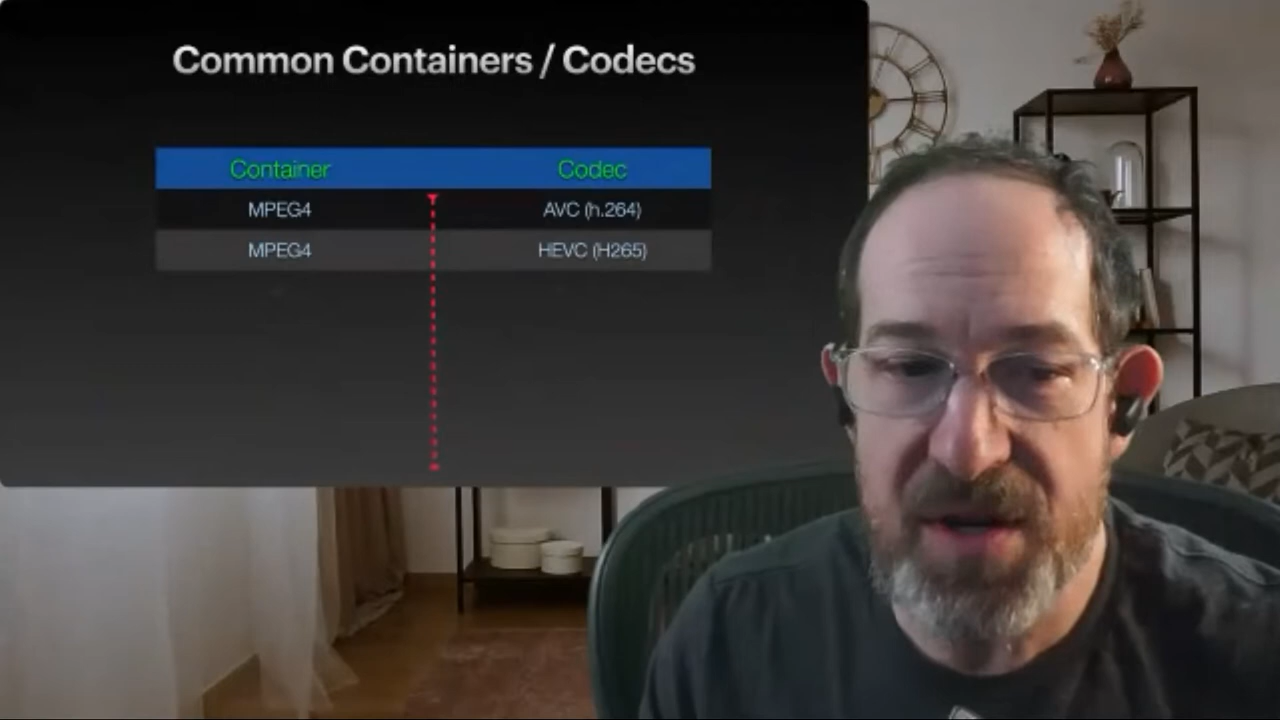 Common Containers / Codecs
Container Codec
MPEG4 AVC (h.264)
MPEG4 HEVC (H265)